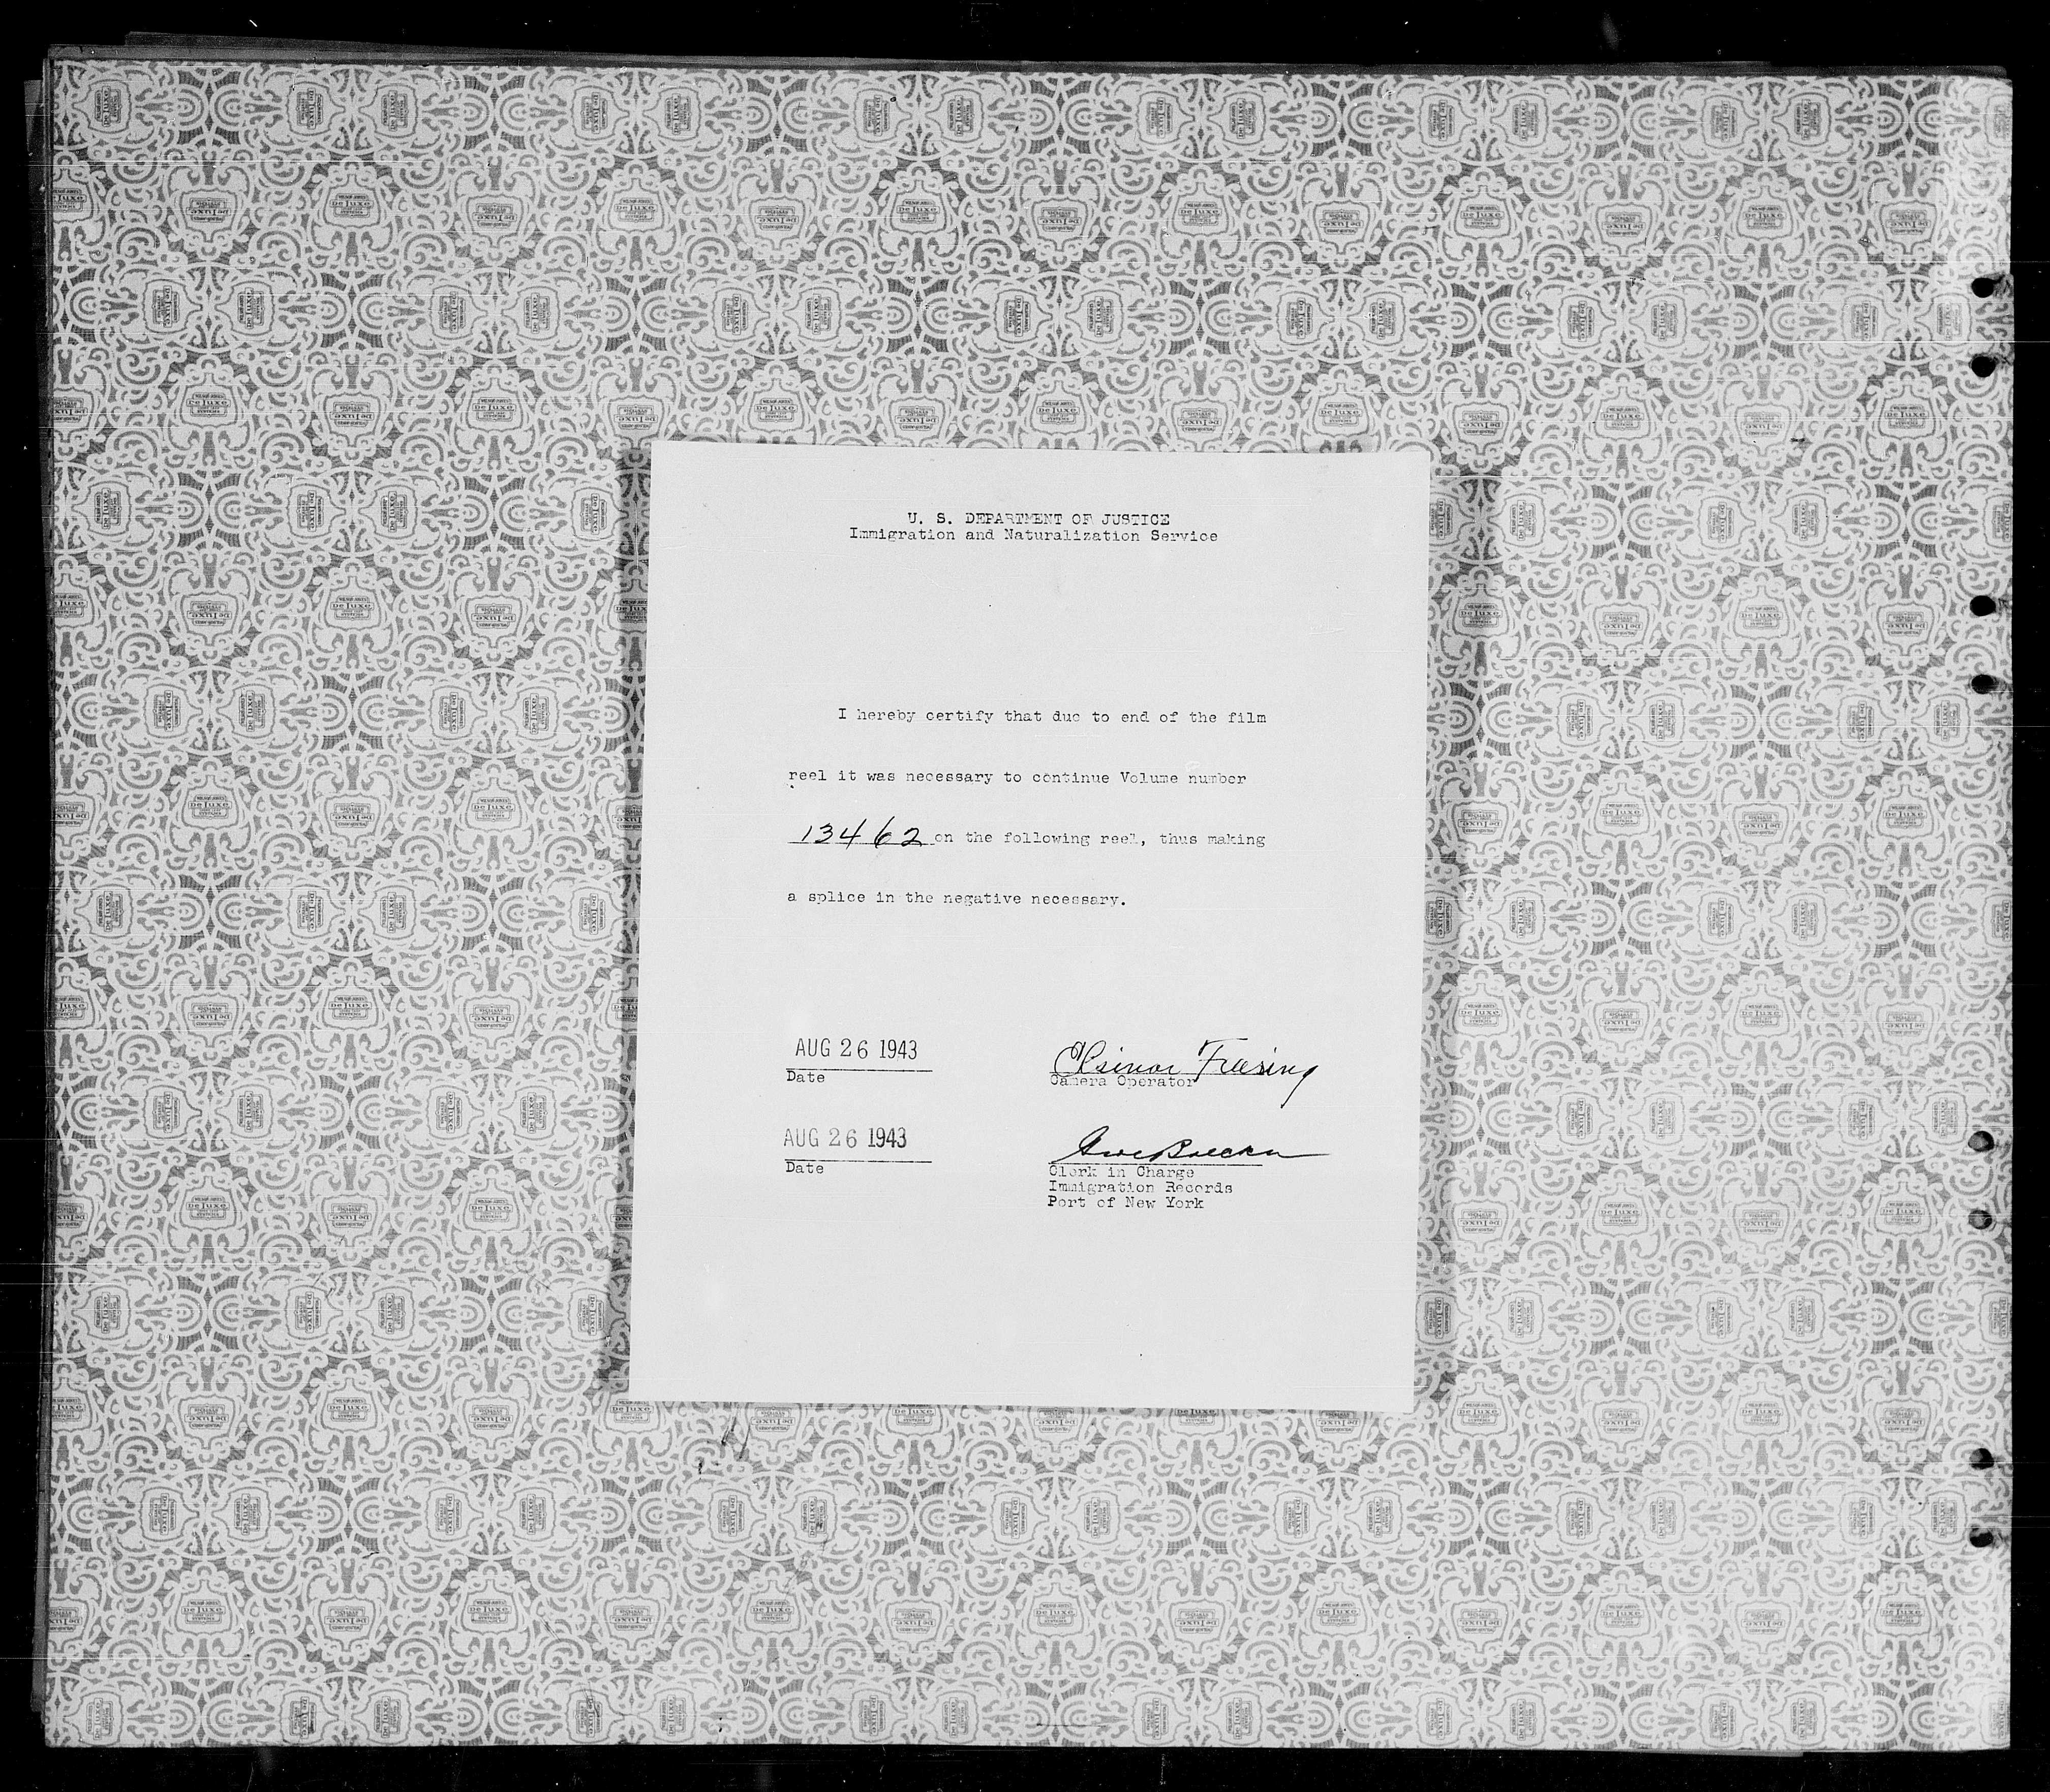 U. S. DEPARTMENT OF JUSTICE
Immigration and Naturalization Service
I hereby certify that due to end of the film
reel it was necessary to continue Volume number
13462 on the following reel, thus making
a splice in the negative necessary.
AUG 26 1943
Date
Camera Operator
AUG 26 1943
Date
Clerk in Charge
Immigration Records
Port of New York